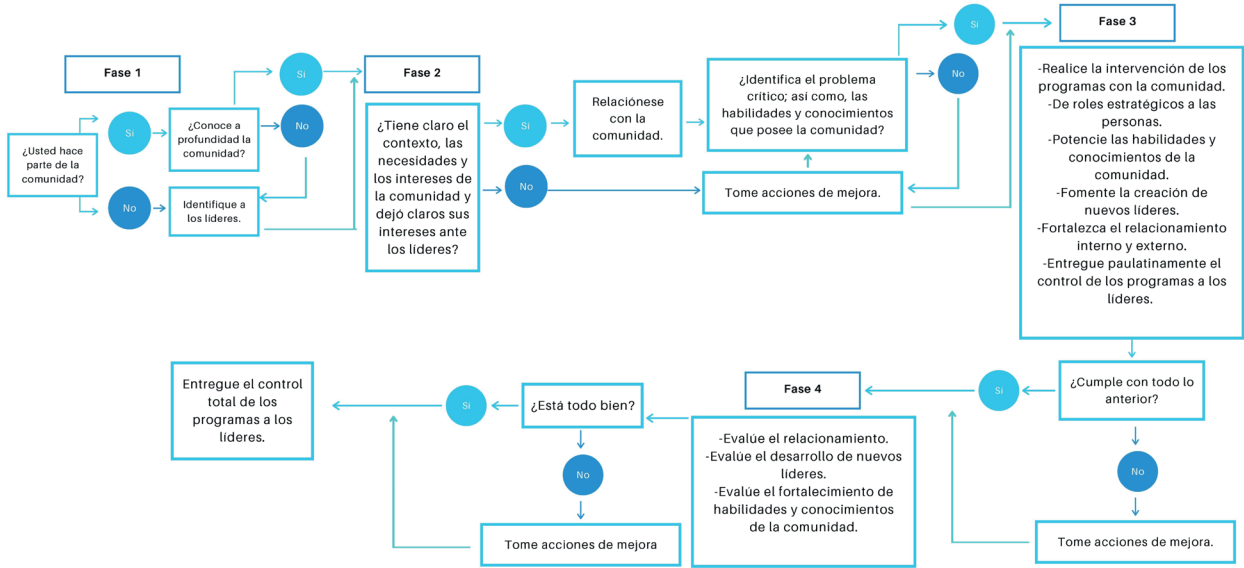 Fase 1
¿Usted hace
parte de la
comunidad?
Sí
No
¿Conoce a
profundidad la
comunidad?
Sí
No
Identifique a
los líderes.
Fase 2
¿Tiene claro el
contexto, las
necesidades y
los intereses de
la comunidad y
dejó claros sus
intereses ante
los líderes?
Sí
No
Relaciónese
con la
comunidad.
¿Identifica el problema
crítico; así como, las
habilidades y conocimientos
que posee la comunidad?
Sí
No
Tome acciones de mejora.
Fase 3
-Realice la intervención de los
programas con la comunidad.
-De roles estratégicos a las
personas.
-Potencie las habilidades y
conocimientos de la
comunidad.
-Fomente la creación de
nuevos líderes.
-Fortalezca el relacionamiento
interno y externo.
-Entregue paulatinamente el
control de los programas a los
líderes.
¿Cumple con todo lo
anterior?
Sí
No
Tome acciones de mejora.
Fase 4
-Evalúe el relacionamiento.
-Evalúe el desarrollo de nuevos
líderes.
-Evalúe el fortalecimiento de
habilidades y conocimientos
de la comunidad.
¿Está todo bien?
Sí
No
Tome acciones de mejora
Entregue el control
total de los
programas a los
líderes.